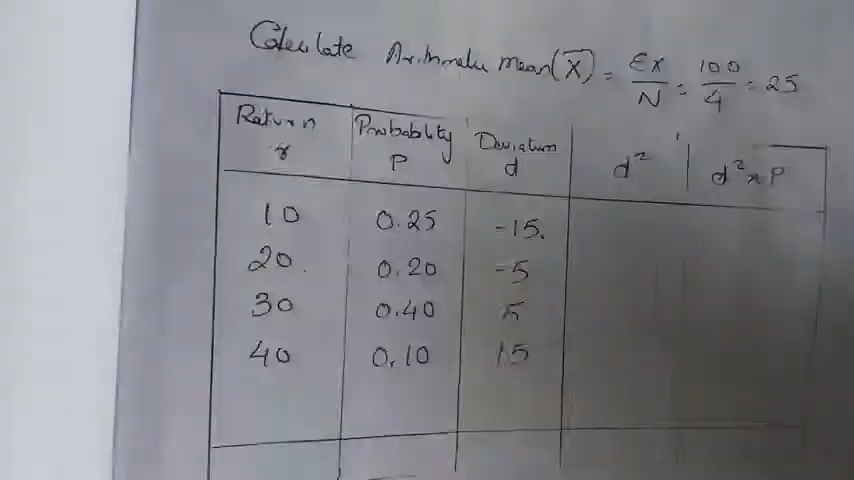 Calculate Arithmetic mean (X̄) = ΣX/N = 100/4 = 25
Return r | Probability P | Deviation d | d² | d² x P
10 0.25 -15
20 0.20 -5
30 0.40 5
40 0.10 15